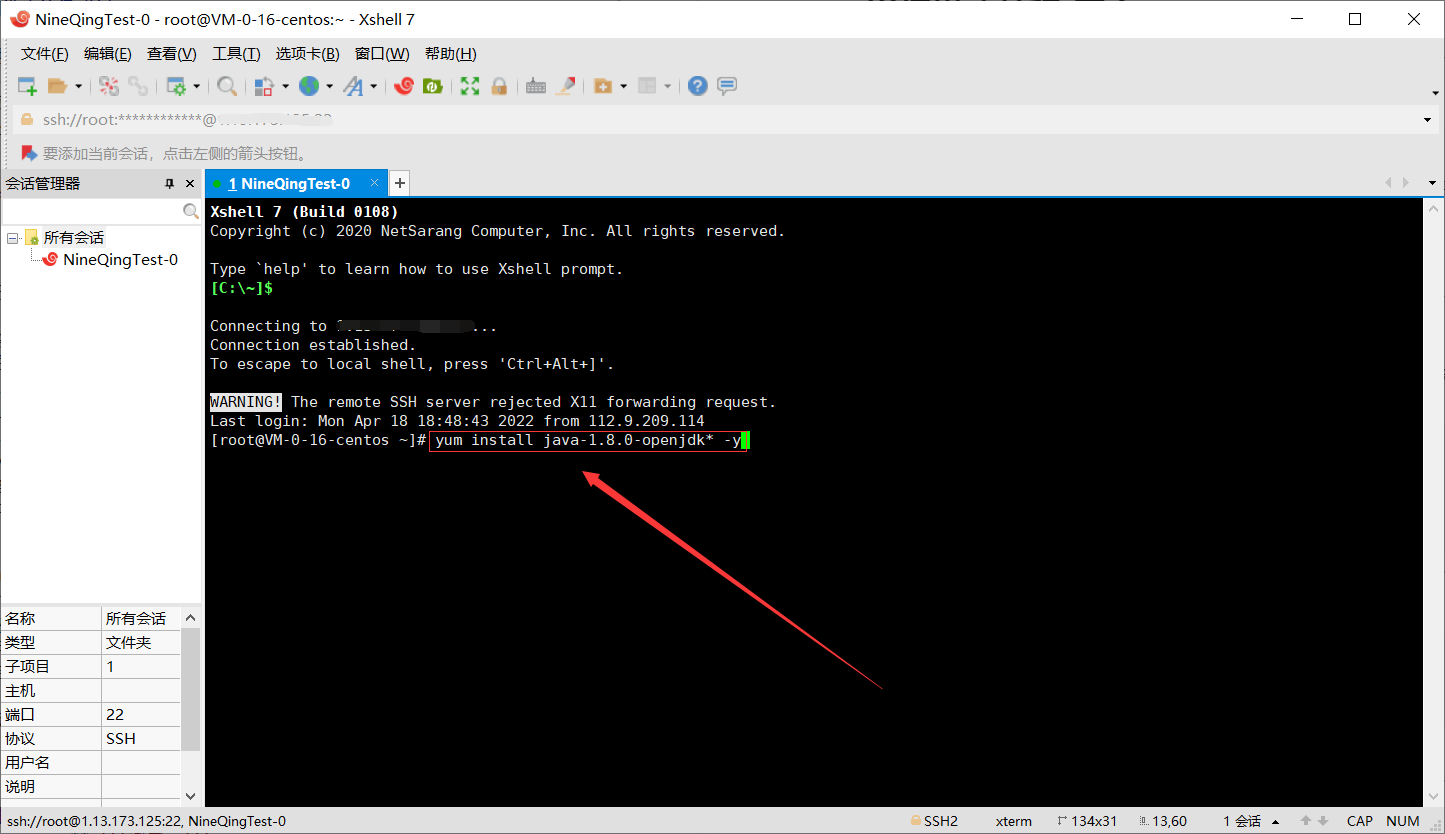 NineQingTest-0 - root@VM-0-16-centos:~ - Xshell 7
文件(F) 编辑(E) 查看(V) 工具(T) 选项卡(B) 窗口(W) 帮助(H)
ssh://root:************@
要添加当前会话，点击左侧的箭头按钮。
会话管理器
所有会话
NineQingTest-0
名称 所有会话
类型 文件夹
子项目 1
主机
端口 22
协议 SSH
用户名
说明
1 NineQingTest-0
Xshell 7 (Build 0108)
Copyright (c) 2020 NetSarang Computer, Inc. All rights reserved.
Type `help' to learn how to use Xshell prompt.
[C:\~]$
Connecting to ...
Connection established.
To escape to local shell, press 'Ctrl+Alt+]'.
WARNING! The remote SSH server rejected X11 forwarding request.
Last login: Mon Apr 18 18:48:43 2022 from 112.9.209.114
[root@VM-0-16-centos ~]# yum install java-1.8.0-openjdk* -y
ssh://root@1.13.173.125:22, NineQingTest-0 SSH2 xterm 134x31 13,60 1 会话 CAP NUM